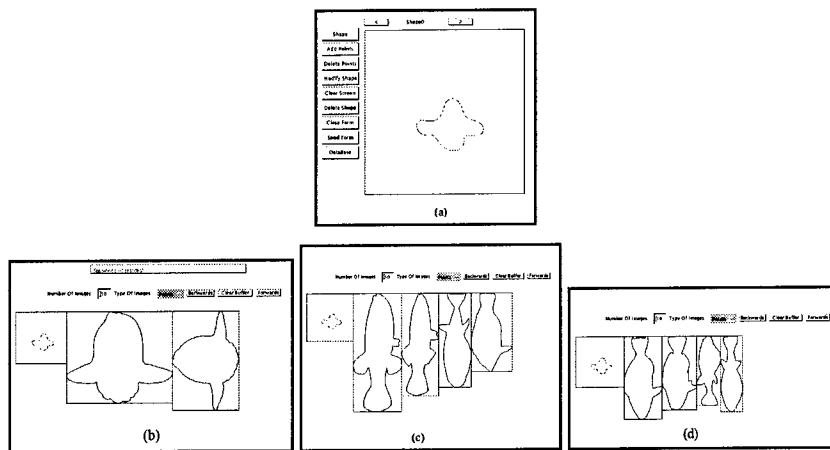 Shape0
Shape
Add Points
Delete Points
Modify Shape
Clear Screen
Delete Shape
Close Form
Send Form
Database
(a)
Number Of Images
Type Of Images
Backwards
Clear Buffer
Forwards
(b)
Number Of Images
Type Of Images
Backwards
Clear Buffer
Forwards
(c)
Number Of Images
Type Of Images
Backwards
Clear Buffer
Forwards
(d)